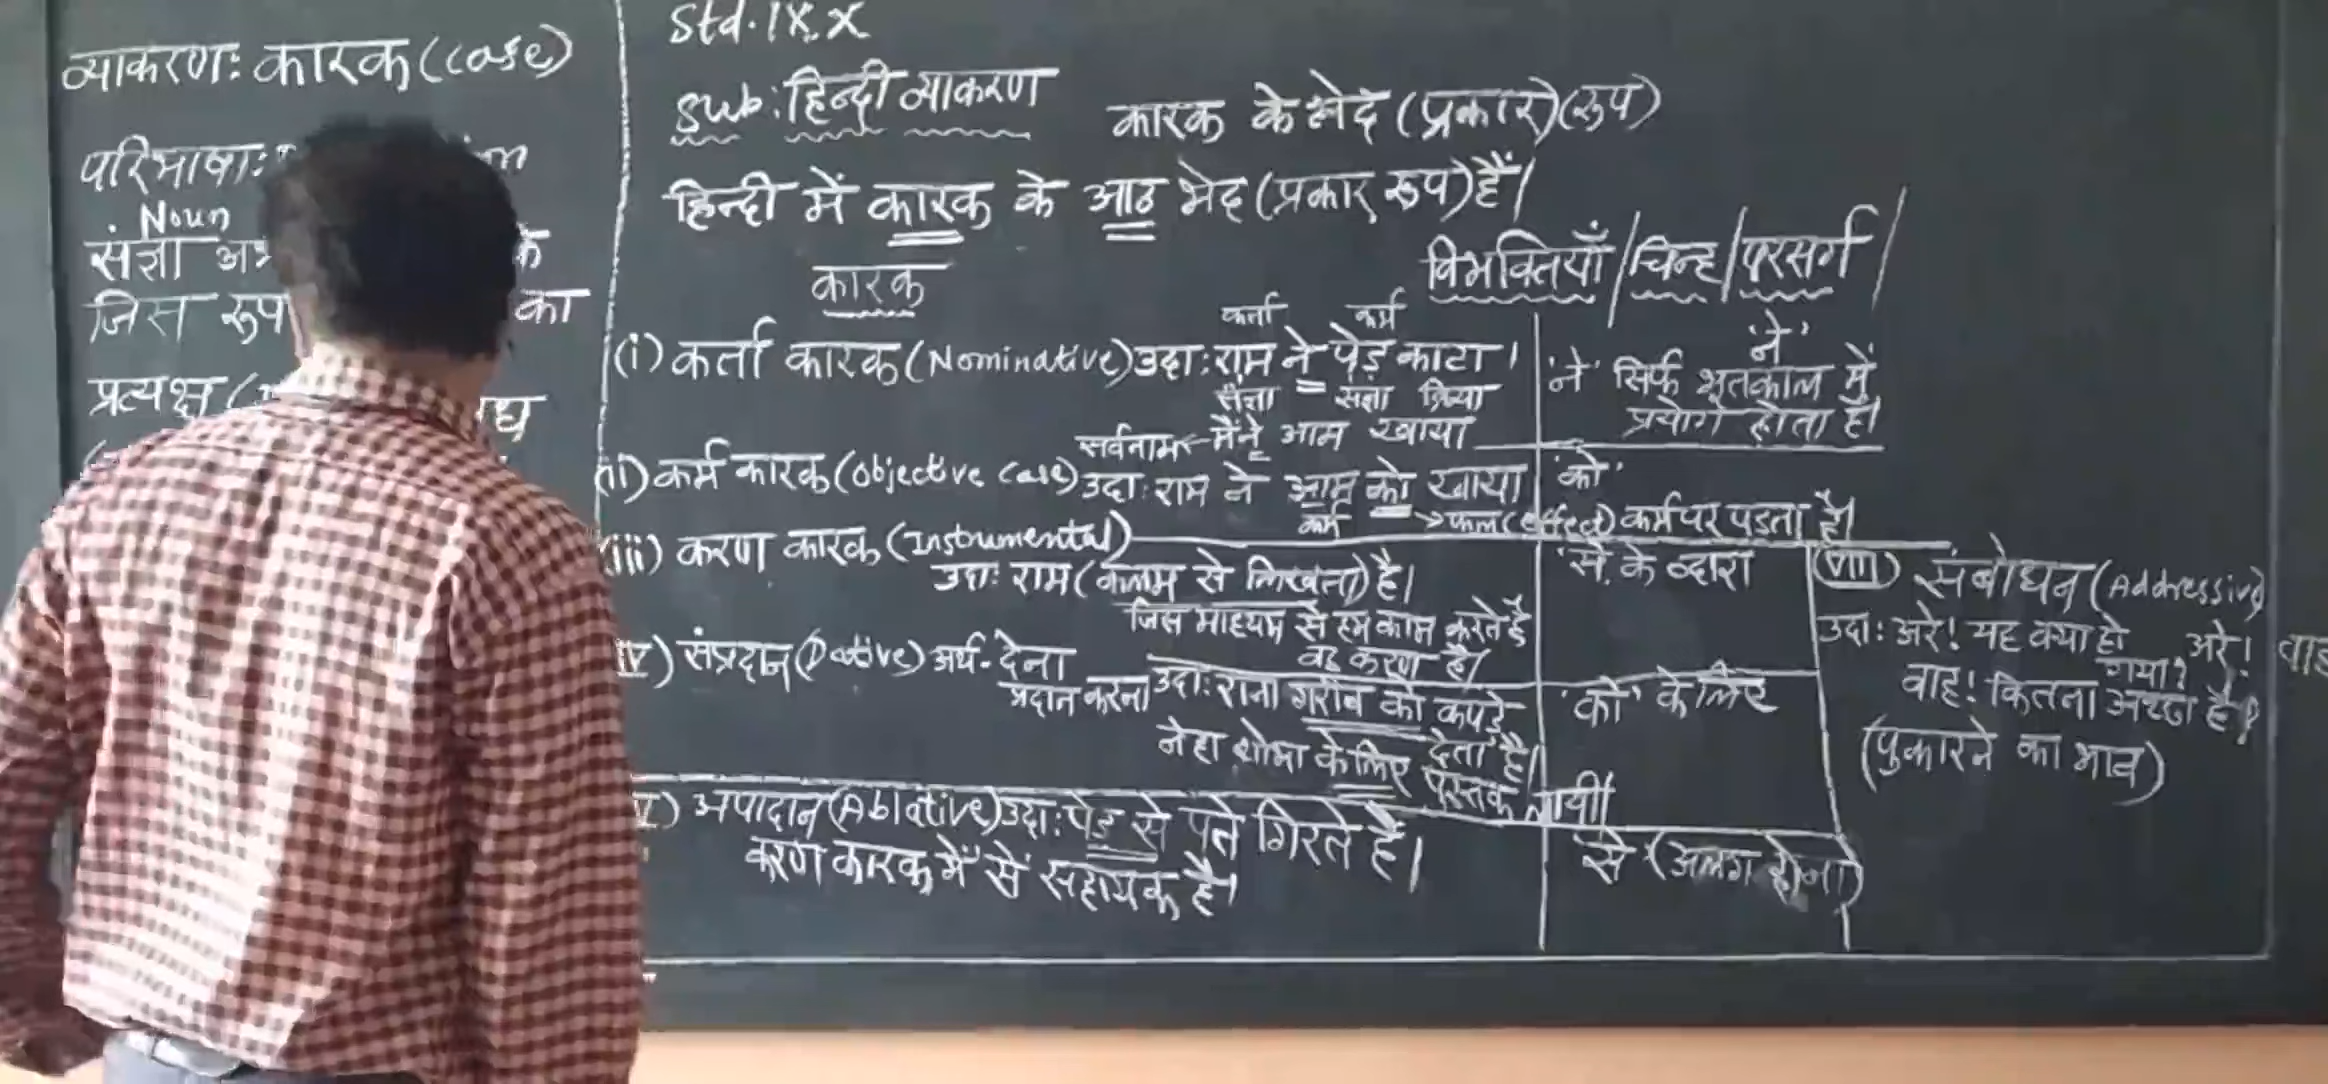 व्याकरण: कारक (case)
परिभाषा:
Noun
संज्ञा
जिस रूप का
प्रत्यक्ष
Std. IX, X
Sub: हिन्दी व्याकरण
कारक के भेद (प्रकार) (रूप)
हिन्दी में कारक के आठ भेद (प्रकार रूप) हैं।
कारक
विभक्तियाँ / चिन्ह / परसर्ग /
कर्ता कर्म
(i) कर्ता कारक (Nominative) उदा: राम ने पेड़ काटा।
संज्ञा संज्ञा क्रिया
सर्वनाम मैंने आम खाया
'ने'
'ने' सिर्फ भूतकाल में
प्रयोग होता है।
(ii) कर्म कारक (Objective Case) उदा: राम ने आम को खाया
'को'
कर्म → फल (effect) कर्म पर पड़ता है।
(iii) करण कारक (Instrumental)
उदा: राम (कलम से लिखता) है।
जिस माध्यम से हम काम करते है
वह करण है।
'से' के द्वारा
IV) संप्रदान (Dative) अर्थ - देना
प्रदान करना
उदा: राना गरीब को कपड़े
देता है।
नेहा शोभा के लिए पुस्तक लायी।
'को' के लिए
V) अपादान (Ablative) उदा: पेड़ से पत्ते गिरते हैं।
करण कारक में 'से' सहायक है।
से (अलग होना)
(VIII) संबोधन (Addressive)
उदा: अरे! यह क्या हो गया?
वाह! कितना अच्छा है!
(पुकारने का भाव)
अरे!